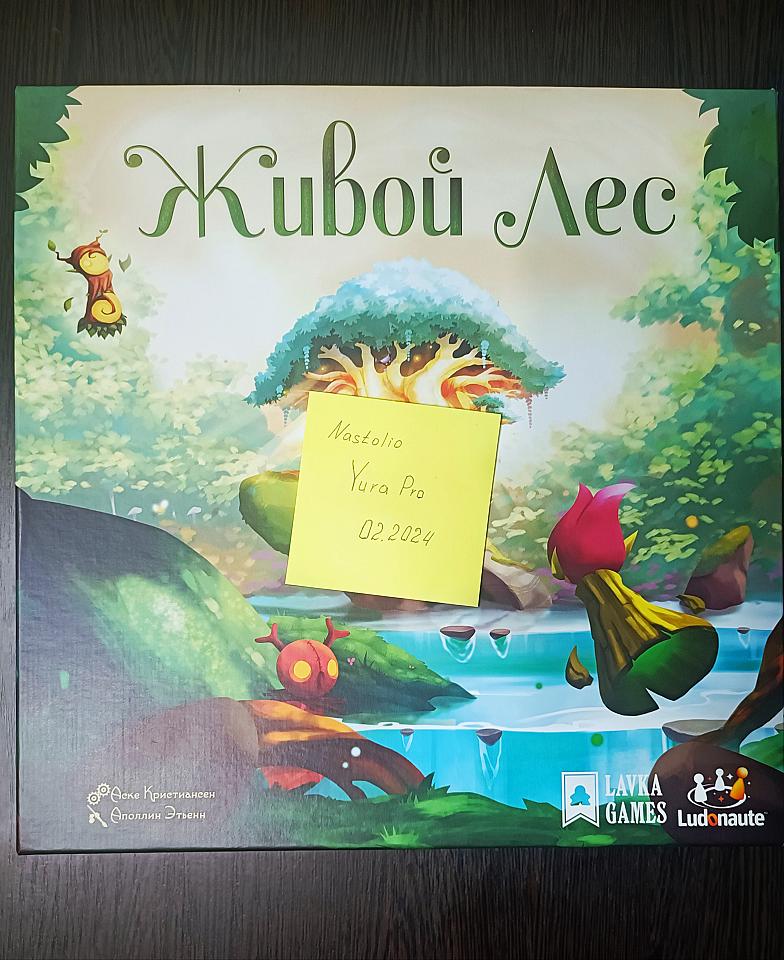 Живой Лес
Nastolio
Yura Pro
02.2024
Аске Кристиансен
Аполлин Этьенн
LAVKA
GAMES
Ludonaute